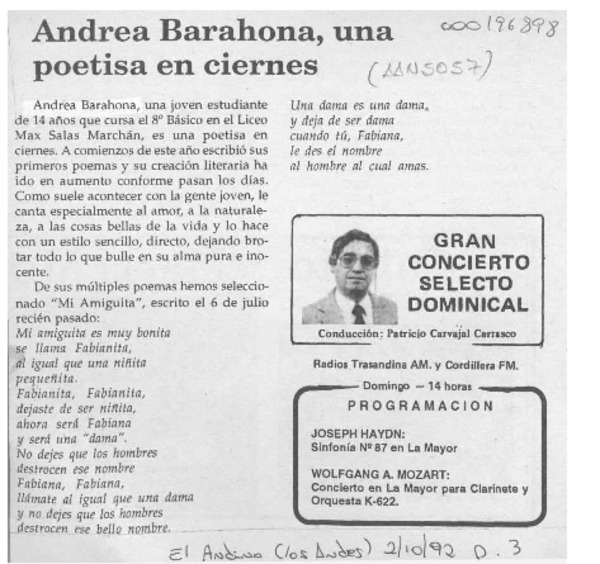 Andrea Barahona, una
poetisa en ciernes
000196898
(AAN5057)
Andrea Barahona, una joven estudiante
de 14 años que cursa el 8º Básico en el Liceo
Max Salas Marchán, es una poetisa en
ciernes. A comienzos de este año escribió sus
primeros poemas y su creación literaria ha
ido en aumento conforme pasan los días.
Como suele acontecer con la gente joven, le
canta especialmente al amor, a la naturale-
za, a las cosas bellas de la vida y lo hace
con un estilo sencillo, directo, dejando bro-
tar todo lo que bulle en su alma pura e ino-
cente.
De sus múltiples poemas hemos seleccio-
nado "Mi Amiguita", escrito el 6 de julio
recién pasado:
Mi amiguita es muy bonita
se llama Fabianita,
al igual que una niñita
pequeñita.
Fabianita, Fabianita,
dejaste de ser niñita,
ahora será Fabiana
y será una "dama".
No dejes que los hombres
destrocen ese nombre
Fabiana, Fabiana,
llámate al igual que una dama
y no dejes que los hombres
destrocen ese bello nombre.
Una dama es una dama,
y deja de ser dama
cuando tú, Fabiana,
le des el nombre
al hombre al cual amas.
GRAN
CONCIERTO
SELECTO
DOMINICAL
Conducción: Patricio Carvajal Carrasco
Radios Trasandina AM. y Cordillera FM.
Domingo — 14 horas
PROGRAMACION
JOSEPH HAYDN:
Sinfonía Nº 87 en La Mayor
WOLFGANG A. MOZART:
Concierto en La Mayor para Clarinete y
Orquesta K-622.
El Andino (Los Andes) 2/10/92 p. 3